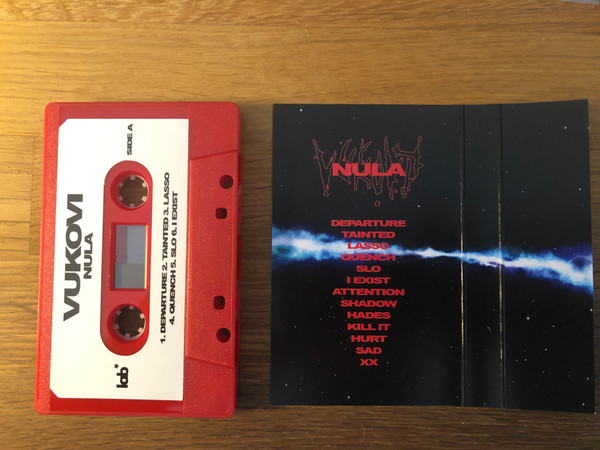 VUKOVI
NULA
SIDE A
1. DEPARTURE 2. TAINTED 3. LASSO
4. QUENCH 5. SLO 6. I EXIST
lab*
VUKOVI
NULA
DEPARTURE
TAINTED
LASSO
QUENCH
SLO
I EXIST
ATTENTION
SHADOW
HADES
KILL IT
HURT
SAD
XX